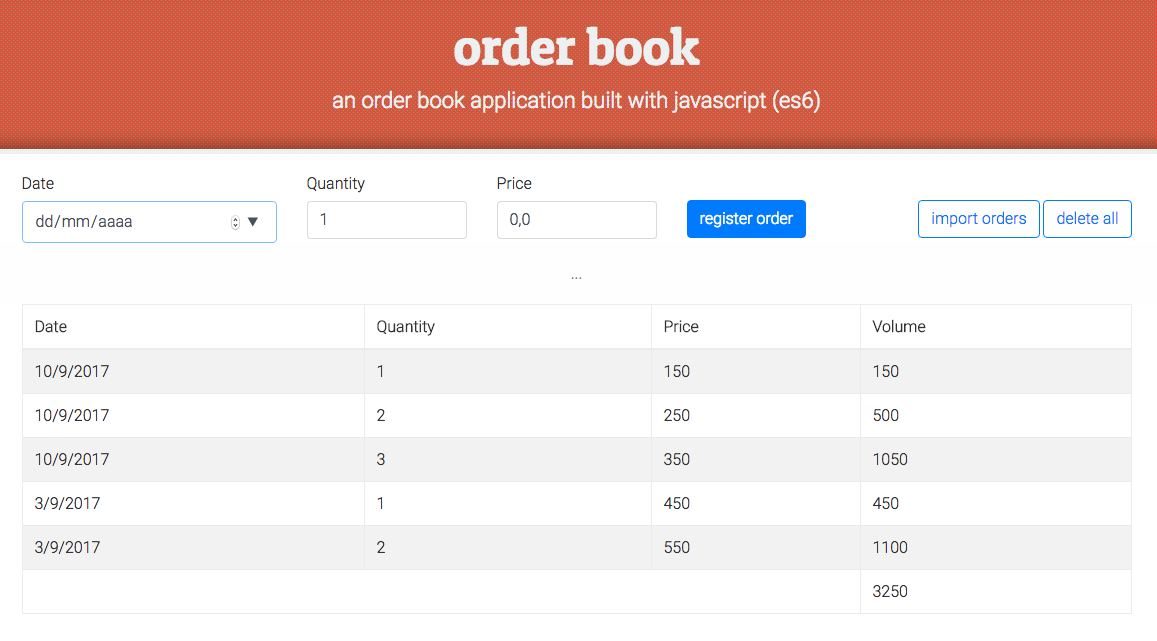 order book
an order book application built with javascript (es6)
Date Quantity Price
dd/mm/aaaa 1 0,0 register order import orders delete all
...
Date Quantity Price Volume
10/9/2017 1 150 150
10/9/2017 2 250 500
10/9/2017 3 350 1050
3/9/2017 1 450 450
3/9/2017 2 550 1100
3250